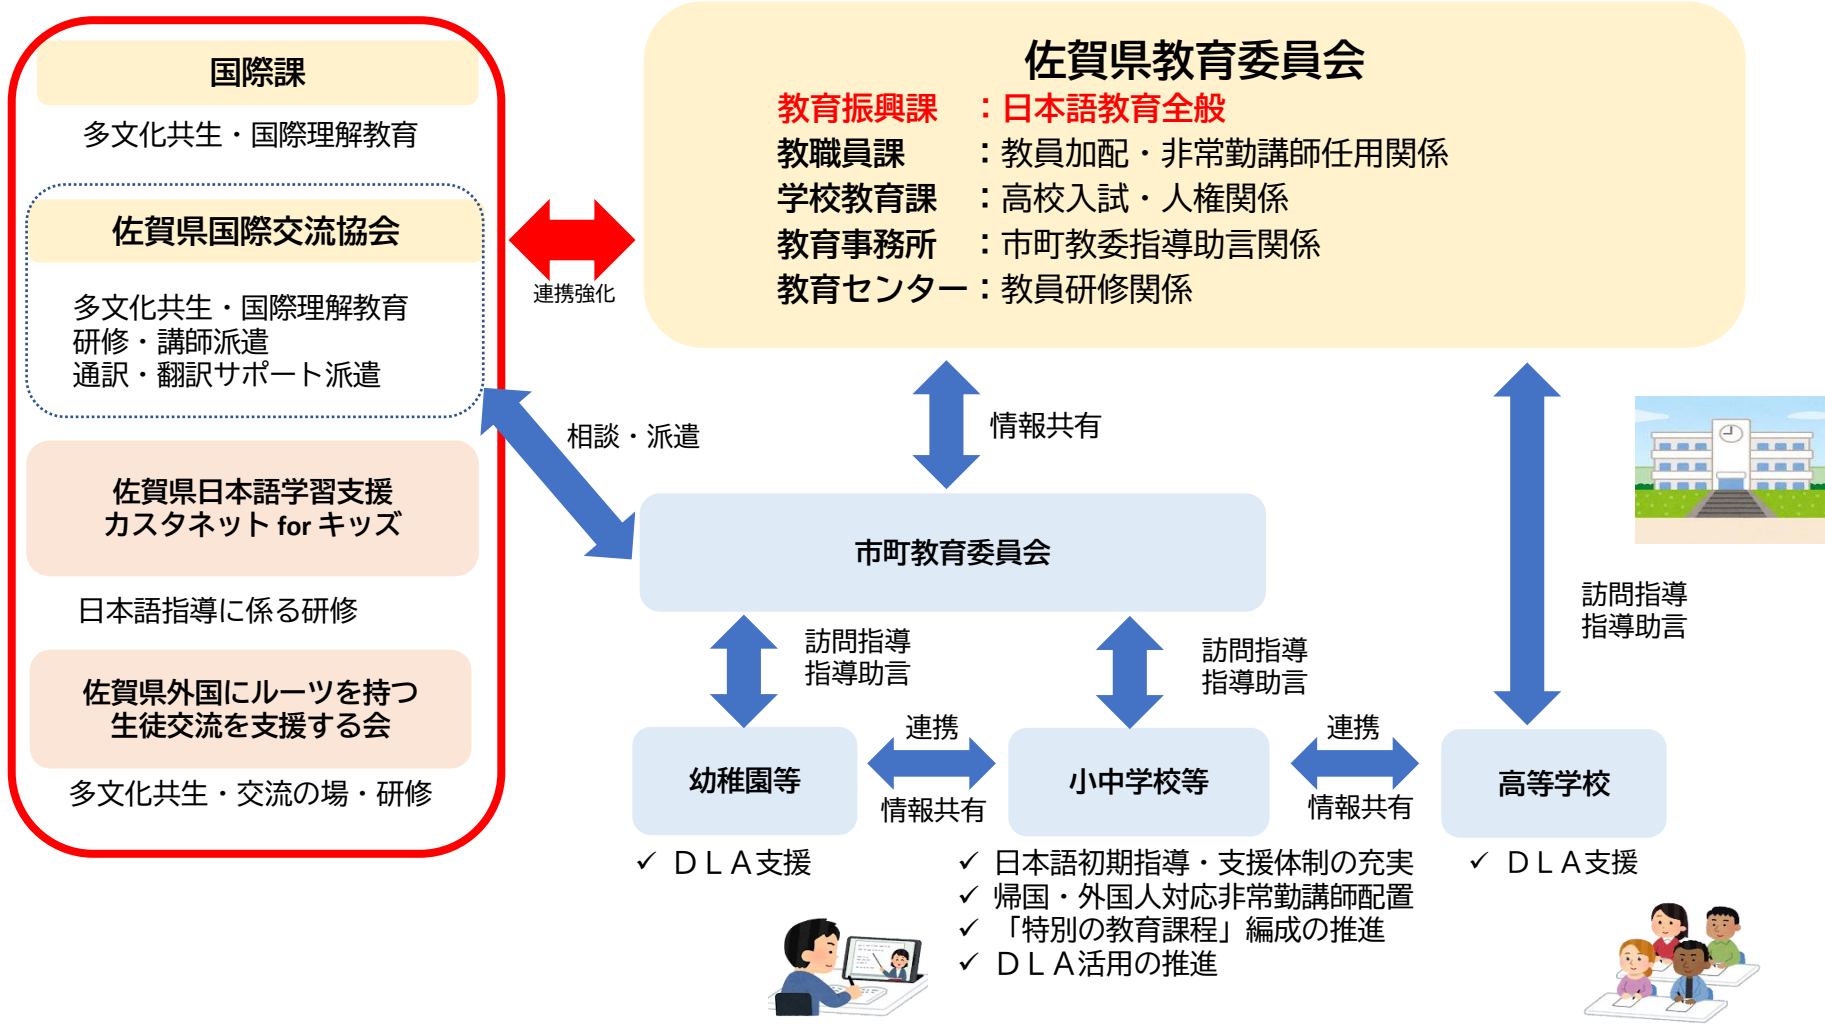 国際課
多文化共生・国際理解教育
佐賀県国際交流協会
多文化共生・国際理解教育
研修・講師派遣
通訳・翻訳サポート派遣
佐賀県日本語学習支援
カスタネット for キッズ
日本語指導に係る研修
佐賀県外国にルーツを持つ
生徒交流を支援する会
多文化共生・交流の場・研修
連携強化
佐賀県教育委員会
教育振興課　：日本語教育全般
教職員課　　：教員加配・非常勤講師任用関係
学校教育課　：高校入試・人権関係
教育事務所　：市町教委指導助言関係
教育センター：教員研修関係
相談・派遣
情報共有
市町教育委員会
訪問指導
指導助言
訪問指導
指導助言
訪問指導
指導助言
幼稚園等
連携
情報共有
小中学校等
連携
情報共有
高等学校
✓ ＤＬＡ支援
✓ 日本語初期指導・支援体制の充実
✓ 帰国・外国人対応非常勤講師配置
✓ 「特別の教育課程」編成の推進
✓ ＤＬＡ活用の推進
✓ ＤＬＡ支援